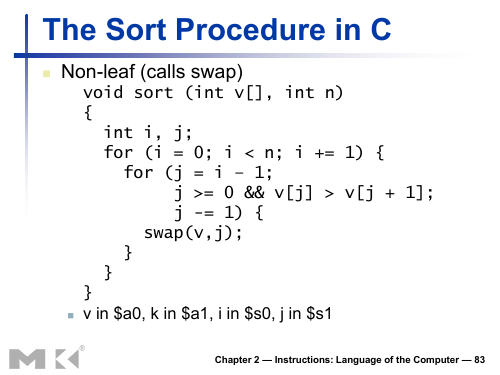 The Sort Procedure in C
Non-leaf (calls swap)
void sort (int v[], int n)
{
int i, j;
for (i = 0; i < n; i += 1) {
for (j = i – 1;
j >= 0 && v[j] > v[j + 1];
j -= 1) {
swap(v,j);
}
}
}
v in $a0, k in $a1, i in $s0, j in $s1
MK®
Chapter 2 — Instructions: Language of the Computer — 83